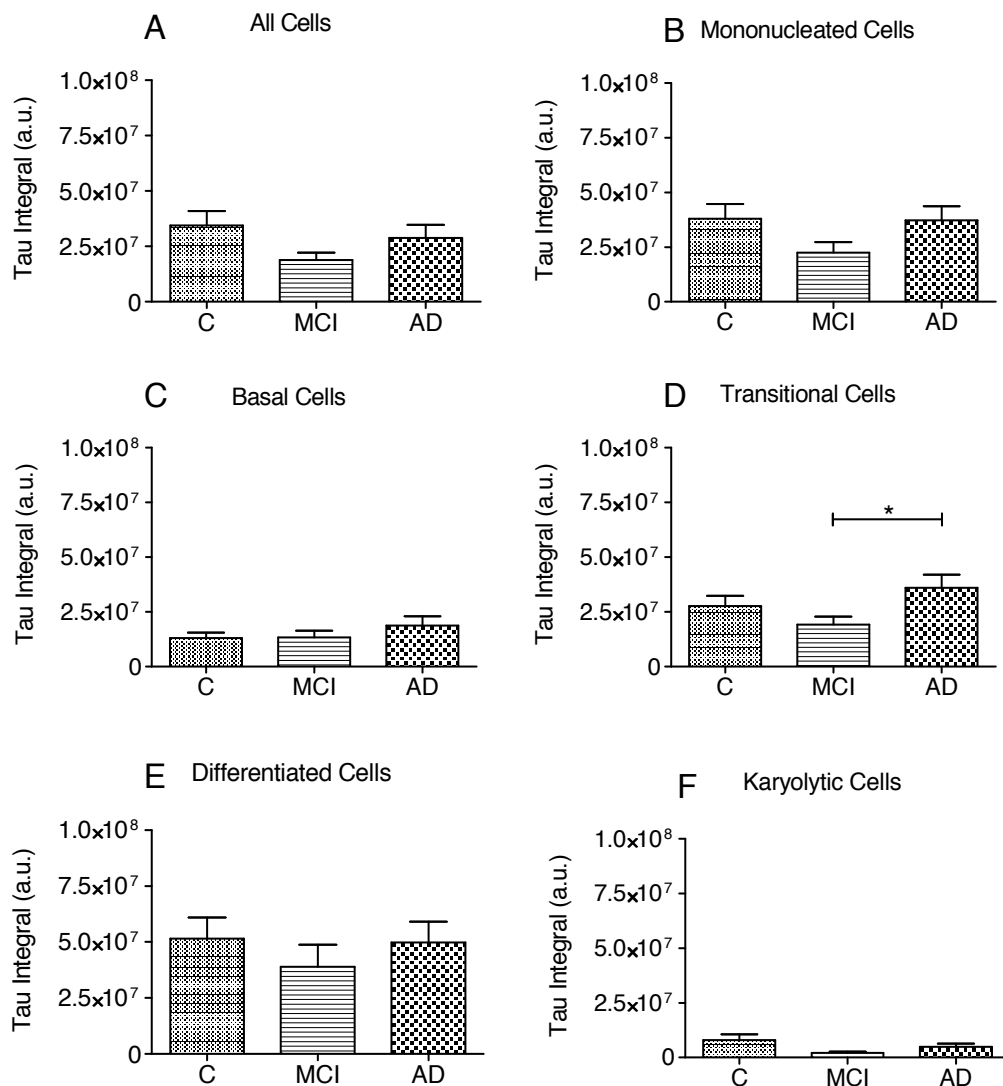 A All Cells
Tau Integral (a.u.)
1.0×10⁸
7.5×10⁷
5.0×10⁷
2.5×10⁷
0
C MCI AD
B Mononucleated Cells
Tau Integral (a.u.)
1.0×10⁸
7.5×10⁷
5.0×10⁷
2.5×10⁷
0
C MCI AD
C Basal Cells
Tau Integral (a.u.)
1.0×10⁸
7.5×10⁷
5.0×10⁷
2.5×10⁷
0
C MCI AD
D Transitional Cells
Tau Integral (a.u.)
1.0×10⁸
7.5×10⁷
5.0×10⁷
2.5×10⁷
0
*
C MCI AD
E Differentiated Cells
Tau Integral (a.u.)
1.0×10⁸
7.5×10⁷
5.0×10⁷
2.5×10⁷
0
C MCI AD
F Karyolytic Cells
Tau Integral (a.u.)
1.0×10⁸
7.5×10⁷
5.0×10⁷
2.5×10⁷
0
C MCI AD